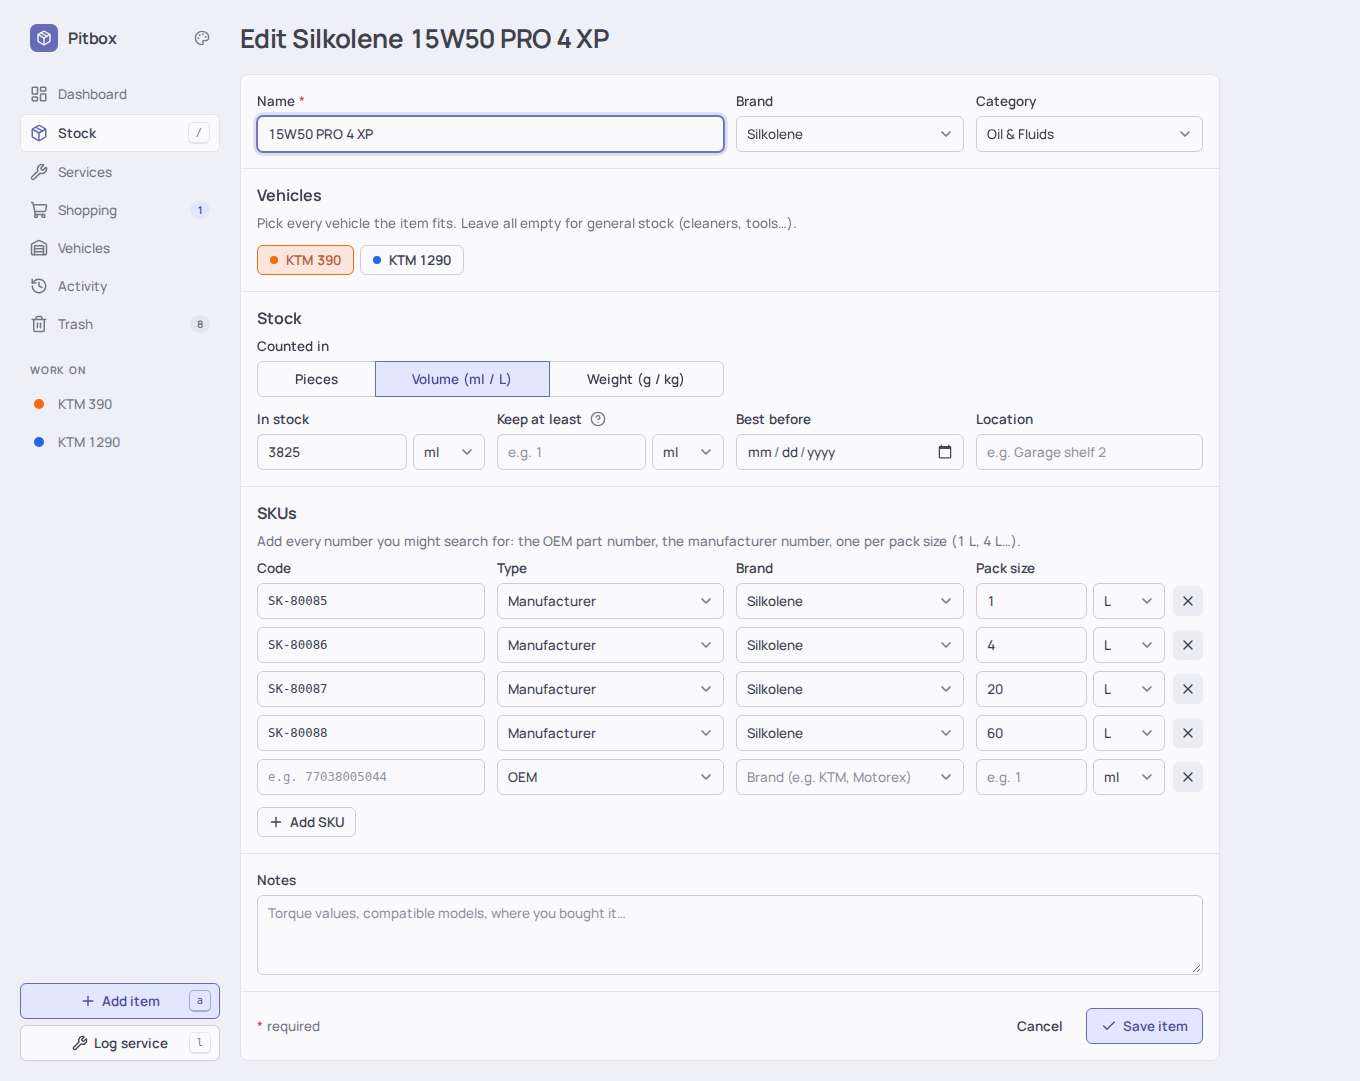 Pitbox
Dashboard
Stock /
Services
Shopping 1
Vehicles
Activity
Trash 8
WORK ON
KTM 390
KTM 1290
Add item a
Log service l
Edit Silkolene 15W50 PRO 4 XP
Name * Brand Category
15W50 PRO 4 XP Silkolene Oil & Fluids
Vehicles
Pick every vehicle the item fits. Leave all empty for general stock (cleaners, tools…).
KTM 390 KTM 1290
Stock
Counted in
Pieces Volume (ml / L) Weight (g / kg)
In stock Keep at least ? Best before Location
3825 ml e.g. 1 ml mm/dd/yyyy e.g. Garage shelf 2
SKUs
Add every number you might search for: the OEM part number, the manufacturer number, one per pack size (1 L, 4 L…).
Code Type Brand Pack size
SK-80085 Manufacturer Silkolene 1 L
SK-80086 Manufacturer Silkolene 4 L
SK-80087 Manufacturer Silkolene 20 L
SK-80088 Manufacturer Silkolene 60 L
e.g. 77038005044 OEM Brand (e.g. KTM, Motorex) e.g. 1 ml
Add SKU
Notes
Torque values, compatible models, where you bought it…
* required Cancel Save item